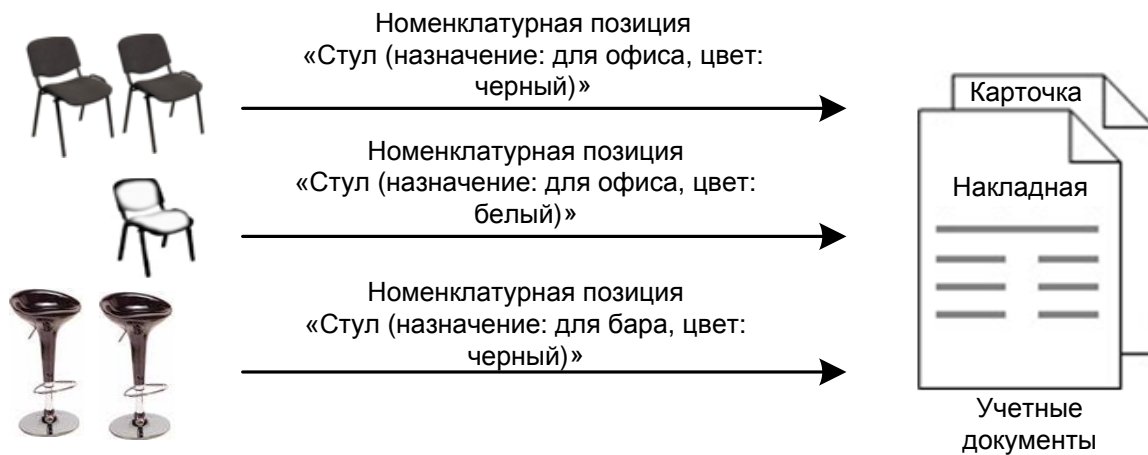 Номенклатурная позиция
«Стул (назначение: для офиса, цвет:
черный)»
Номенклатурная позиция
«Стул (назначение: для офиса, цвет:
белый)»
Номенклатурная позиция
«Стул (назначение: для бара, цвет:
черный)»
Карточка
Накладная
Учетные
документы